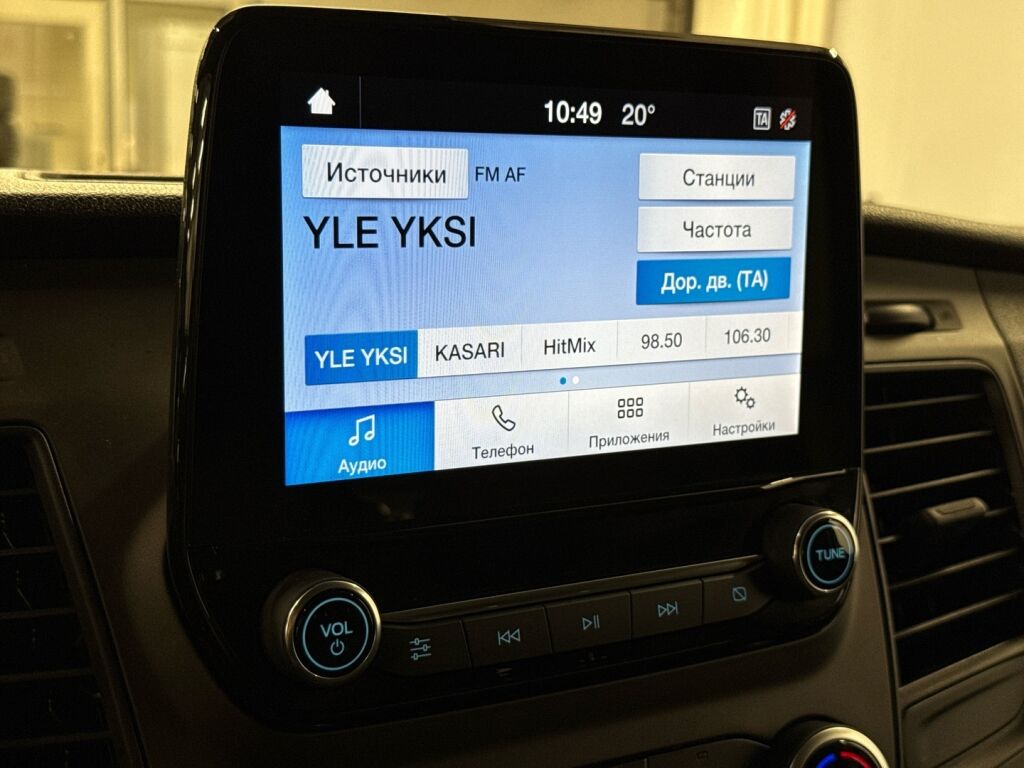 10:49 20°
TA
Источники FM AF
Станции
YLE YKSI
Частота
Дор. дв. (TA)
YLE YKSI KASARI HitMix 98.50 106.30
Аудио Телефон Приложения Настройки
TUNE
VOL